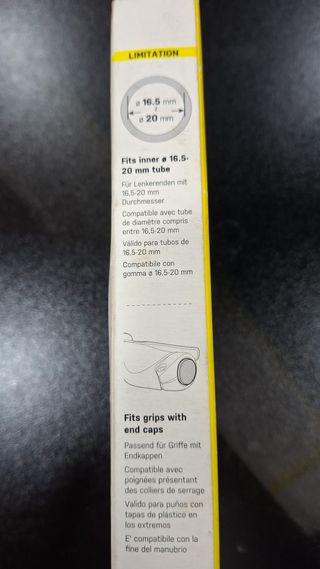 LIMITATION
ø 16.5 mm
~
ø 20 mm
Fits inner ø 16.5-
20 mm tube
Für Lenkerenden mit
16,5-20 mm
Durchmesser
Compatible avec tube
de diamètre compris
entre 16,5-20 mm
Válido para tubos de
16,5-20 mm
Compatibile con
gomma ø 16,5-20 mm
Fits grips with
end caps
Passend für Griffe mit
Endkappen
Compatible avec
poignées présentant
des colliers de serrage
Valido para puños con
tapas de plástico en
los extremos
E' compatibile con la
fine del manubrio